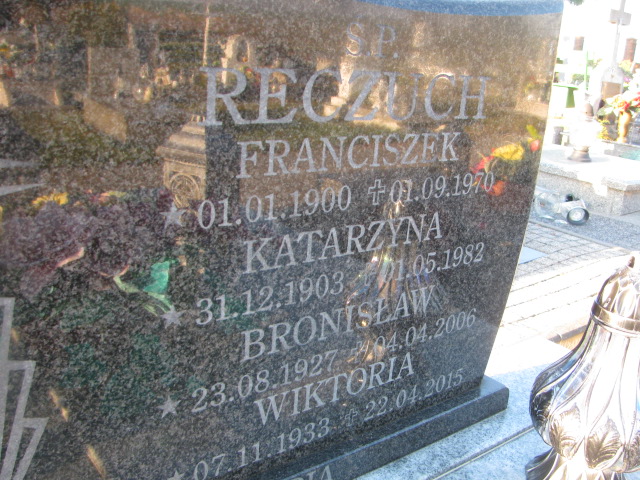 Ś.P.
RECZUCH
FRANCISZEK
01.01.1900 01.09.1970
KATARZYNA
31.12.1903 01.05.1982
BRONISŁAW
23.08.1927 04.04.2006
WIKTORIA
07.11.1933 22.04.2015